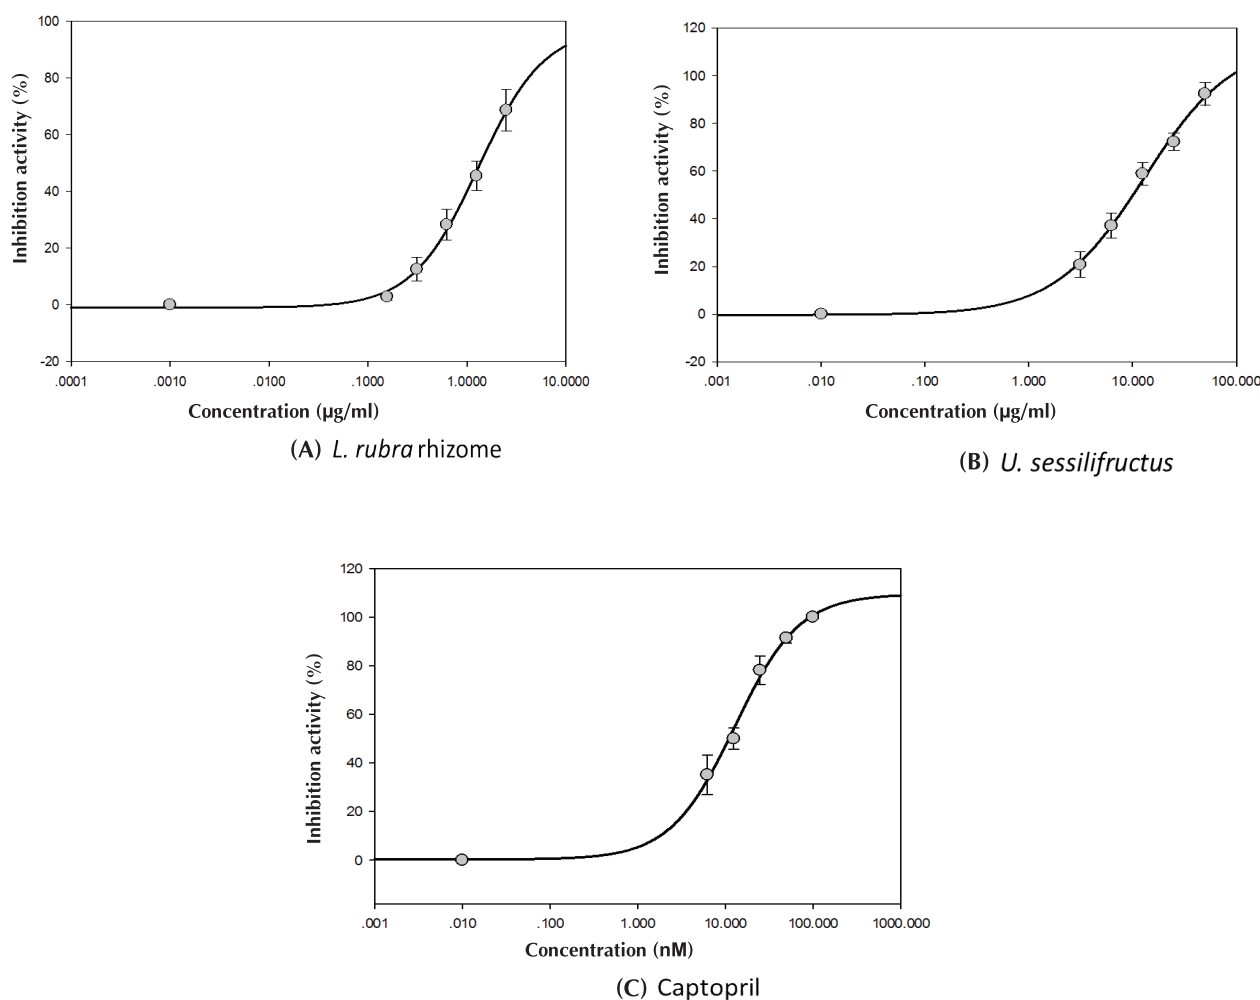 100
80
60
40
20
0
-20
Inhibition activity (%)
.0001 .0010 .0100 .1000 1.0000 10.0000
Concentration (µg/ml)
(A) L. rubra rhizome
120
100
80
60
40
20
0
-20
Inhibition activity (%)
.001 .010 .100 1.000 10.000 100.000
Concentration (µg/ml)
(B) U. sessilifructus
120
100
80
60
40
20
0
Inhibition activity (%)
.001 .010 .100 1.000 10.000 100.000 1000.000
Concentration (nM)
(C) Captopril